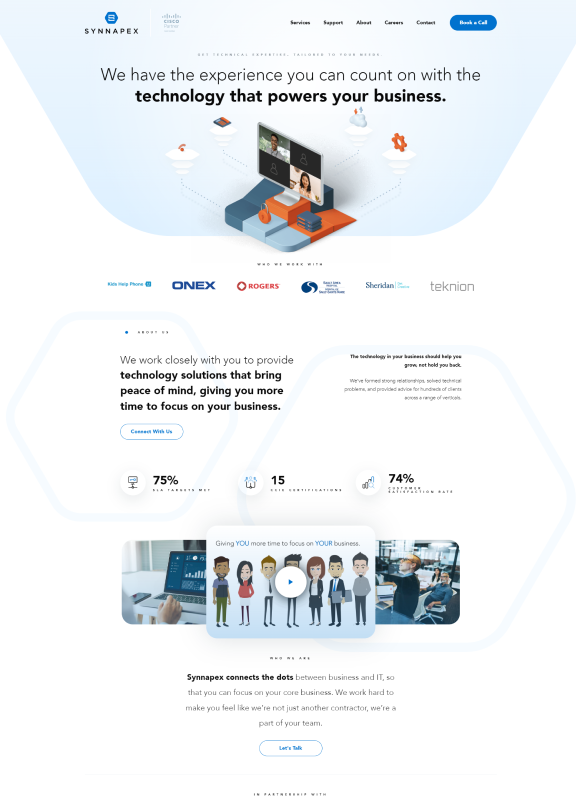 SYNNAPEX
CISCO
Services Support About Careers Contact Book a Call
GET TECHNICAL EXPERTISE, TAILORED TO YOUR NEEDS
We have the experience you can count on with the
technology that powers your business.
WHO WE WORK WITH
Kids Help Phone
ONEX
ROGERS
Sheridan
teknion
ABOUT US
We work closely with you to provide
technology solutions that bring
peace of mind, giving you more
time to focus on your business.
Connect With Us
The technology in your business should help you
grow, not hold you back.
We've formed strong relationships, solved technical
problems, and provided advice for hundreds of clients
across a range of verticals.
75%
SLA TARGETS MET
15
CERTIFICATIONS
74%
CUSTOMER
SATISFACTION RATE
Giving YOU more time to focus on YOUR business.
WHO WE ARE
Synnapex connects the dots between business and IT, so
that you can focus on your core business. We work hard to
make you feel like we're not just another contractor, we're a
part of your team.
Let's Talk
IN PARTNERSHIP WITH